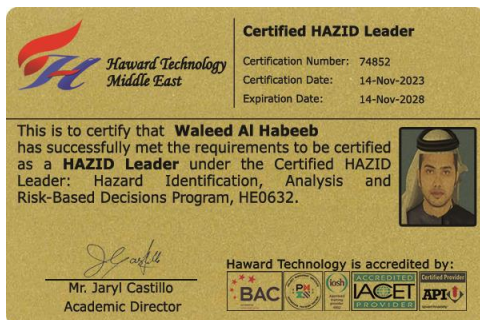 Haward Technology
Middle East
Certified HAZID Leader
Certification Number: 74852
Certification Date: 14-Nov-2023
Expiration Date: 14-Nov-2028
This is to certify that Waleed Al Habeeb
has successfully met the requirements to be certified
as a HAZID Leader under the Certified HAZID
Leader: Hazard Identification, Analysis and
Risk-Based Decisions Program, HE0632.
Mr. Jaryl Castillo
Academic Director
Haward Technology is accredited by:
BAC
iosh
ACCREDITED
IACET
PROVIDER
Certified Provider
API